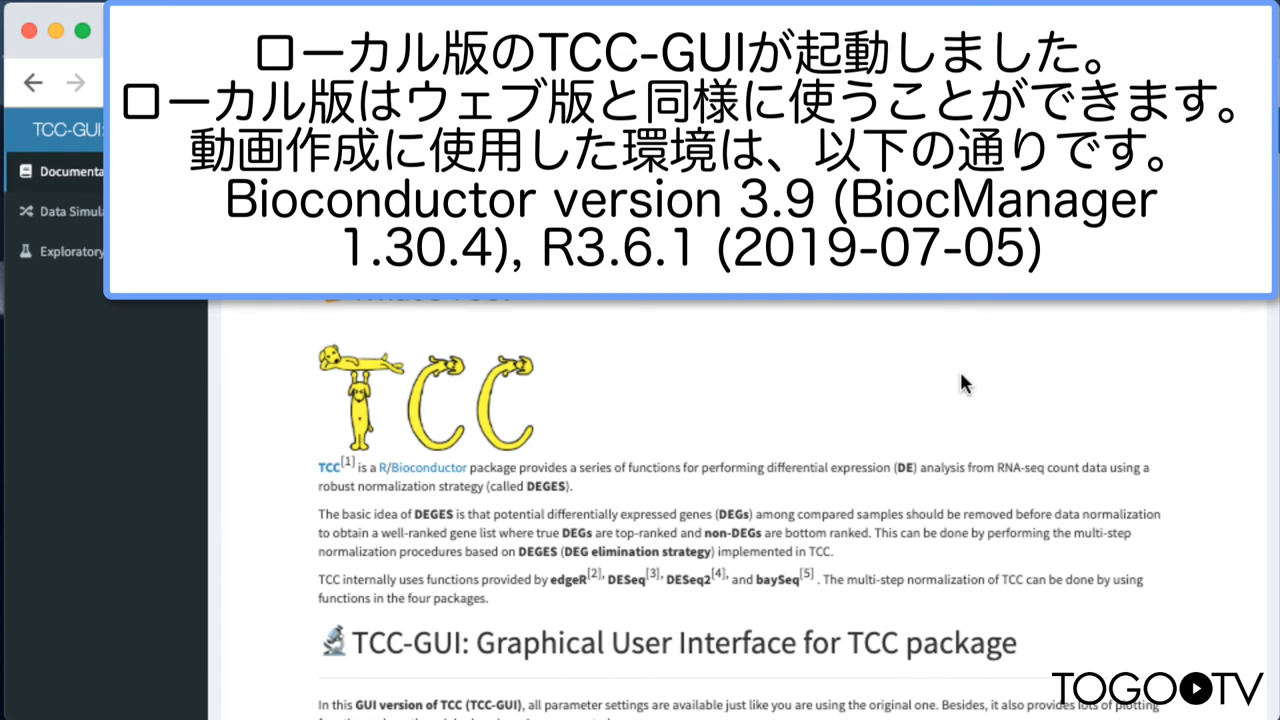 ローカル版のTCC-GUIが起動しました。
ローカル版はウェブ版と同様に使うことができます。
動画作成に使用した環境は、以下の通りです。
Bioconductor version 3.9 (BiocManager
1.30.4), R3.6.1 (2019-07-05)
TCC-GUI:
Documenta
Data Simul
Exploratory
TCC
TCC[1] is a R/Bioconductor package provides a series of functions for performing differential expression (DE) analysis from RNA-seq count data using a
robust normalization strategy (called DEGES).
The basic idea of DEGES is that potential differentially expressed genes (DEGs) among compared samples should be removed before data normalization
to obtain a well-ranked gene list where true DEGs are top-ranked and non-DEGs are bottom ranked. This can be done by performing the multi-step
normalization procedures based on DEGES (DEG elimination strategy) implemented in TCC.
TCC internally uses functions provided by edgeR[2], DESeq[3], DESeq2[4], and baySeq[5] . The multi-step normalization of TCC can be done by using
functions in the four packages.
TCC-GUI: Graphical User Interface for TCC package
In this GUI version of TCC (TCC-GUI), all parameter settings are available just like you are using the original one. Besides, it also provides lots of plotting
TOGO TV